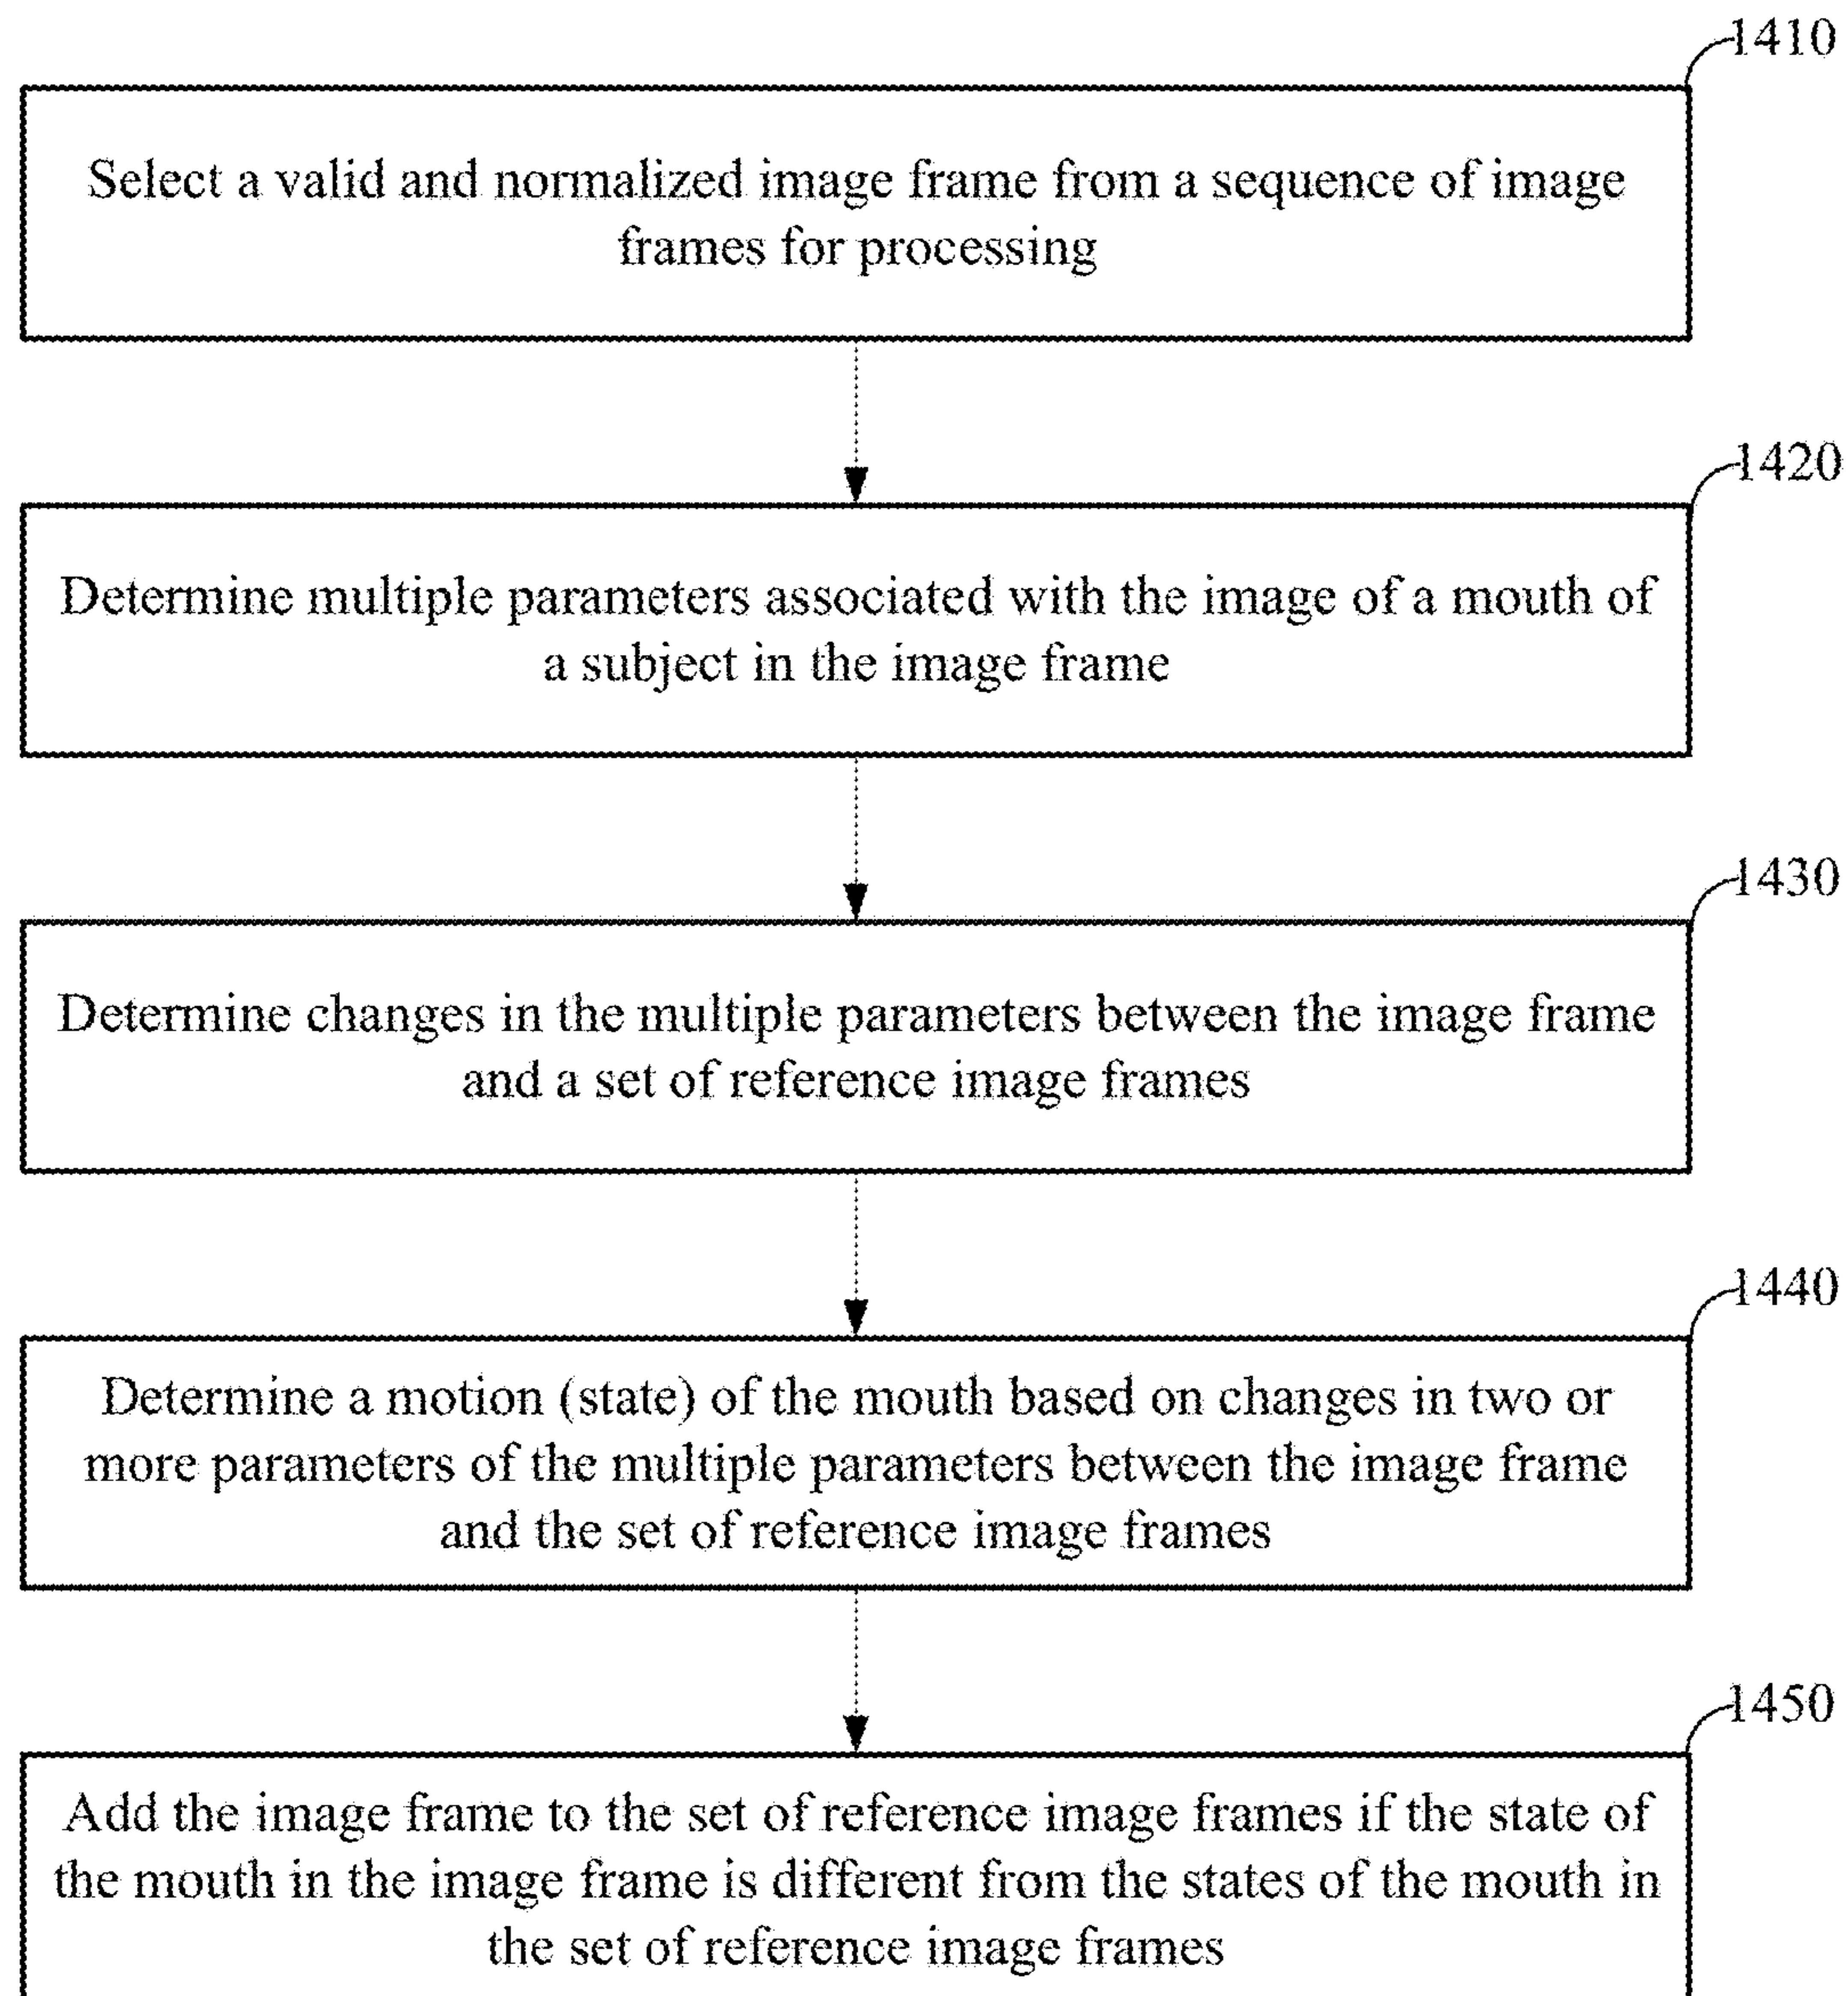 1410
Select a valid and normalized image frame from a sequence of image
frames for processing
1420
Determine multiple parameters associated with the image of a mouth of
a subject in the image frame
1430
Determine changes in the multiple parameters between the image frame
and a set of reference image frames
1440
Determine a motion (state) of the mouth based on changes in two or
more parameters of the multiple parameters between the image frame
and the set of reference image frames
1450
Add the image frame to the set of reference image frames if the state of
the mouth in the image frame is different from the states of the mouth in
the set of reference image frames